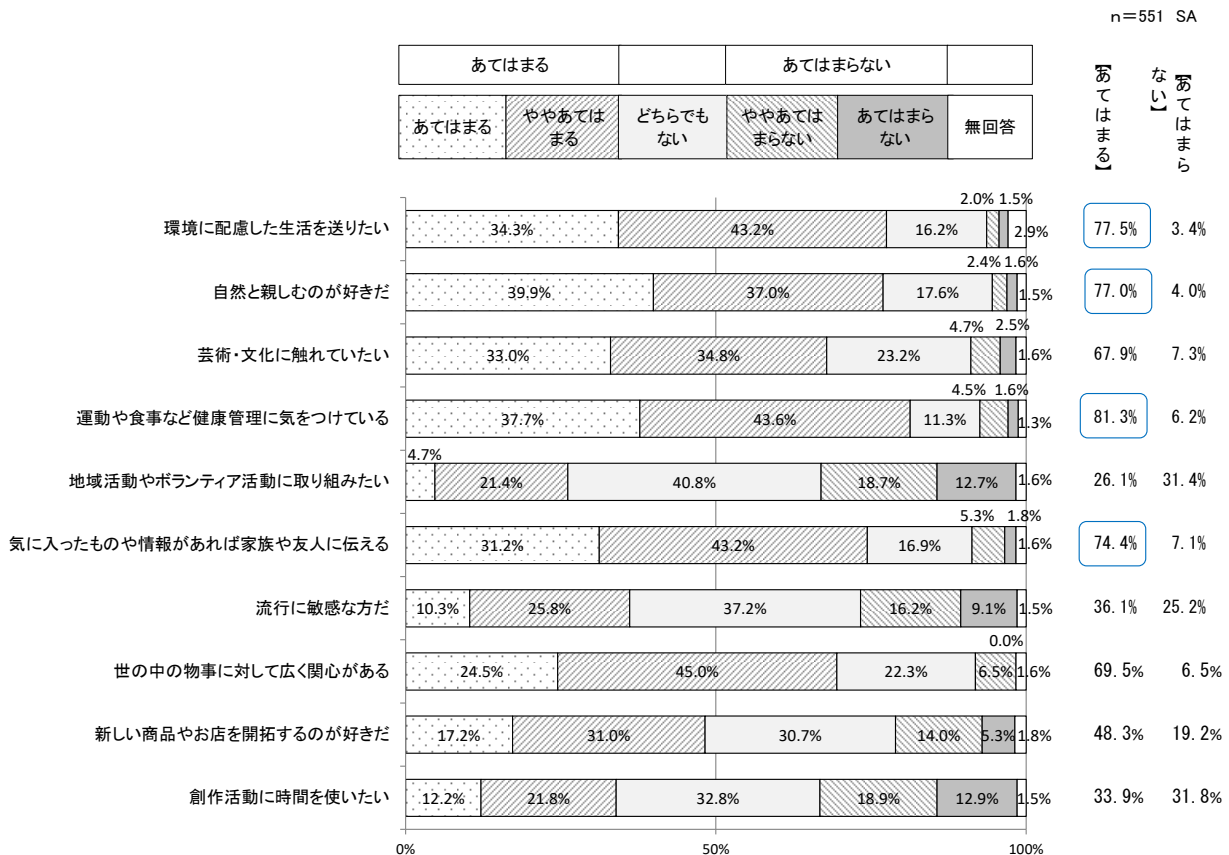 n=551 SA
あてはまる
あてはまらない
【あてはまる】
【あてはまら
ない】
あてはまる
ややあては
まる
どちらでも
ない
ややあては
まらない
あてはまら
ない
無回答
環境に配慮した生活を送りたい 34.3% 43.2% 16.2% 2.0% 1.5% 2.9% 77.5% 3.4%
自然と親しむのが好きだ 39.9% 37.0% 17.6% 2.4% 1.6% 1.5% 77.0% 4.0%
芸術・文化に触れていたい 33.0% 34.8% 23.2% 4.7% 2.5% 1.6% 67.9% 7.3%
運動や食事など健康管理に気をつけている 37.7% 43.6% 11.3% 4.5% 1.6% 1.3% 81.3% 6.2%
地域活動やボランティア活動に取り組みたい 4.7% 21.4% 40.8% 18.7% 12.7% 1.6% 26.1% 31.4%
気に入ったものや情報があれば家族や友人に伝える 31.2% 43.2% 16.9% 5.3% 1.8% 1.6% 74.4% 7.1%
流行に敏感な方だ 10.3% 25.8% 37.2% 16.2% 9.1% 1.5% 36.1% 25.2%
世の中の物事に対して広く関心がある 24.5% 45.0% 22.3% 6.5% 0.0% 1.6% 69.5% 6.5%
新しい商品やお店を開拓するのが好きだ 17.2% 31.0% 30.7% 14.0% 5.3% 1.8% 48.3% 19.2%
創作活動に時間を使いたい 12.2% 21.8% 32.8% 18.9% 12.9% 1.5% 33.9% 31.8%
0% 50% 100%